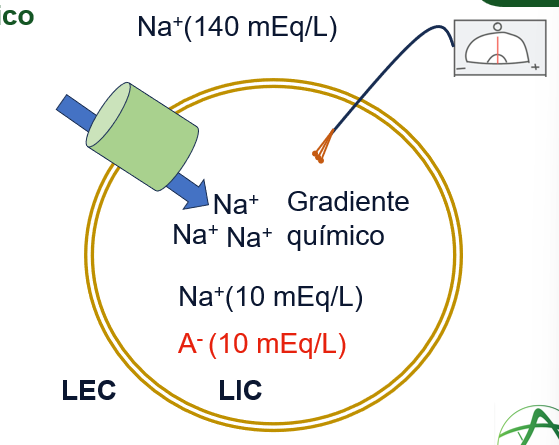 ico
Na⁺(140 mEq/L)
- +
Na⁺ Gradiente
Na⁺ Na⁺ químico
Na⁺(10 mEq/L)
A⁻ (10 mEq/L)
LEC LIC